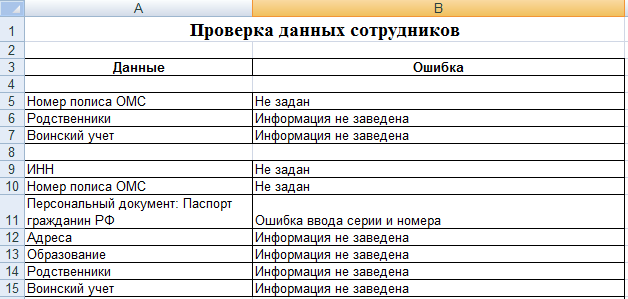 A B
1 Проверка данных сотрудников
2
3 Данные Ошибка
4
5 Номер полиса ОМС Не задан
6 Родственники Информация не заведена
7 Воинский учет Информация не заведена
8
9 ИНН Не задан
10 Номер полиса ОМС Не задан
Персональный документ: Паспорт
11 гражданин РФ Ошибка ввода серии и номера
12 Адреса Информация не заведена
13 Образование Информация не заведена
14 Родственники Информация не заведена
15 Воинский учет Информация не заведена